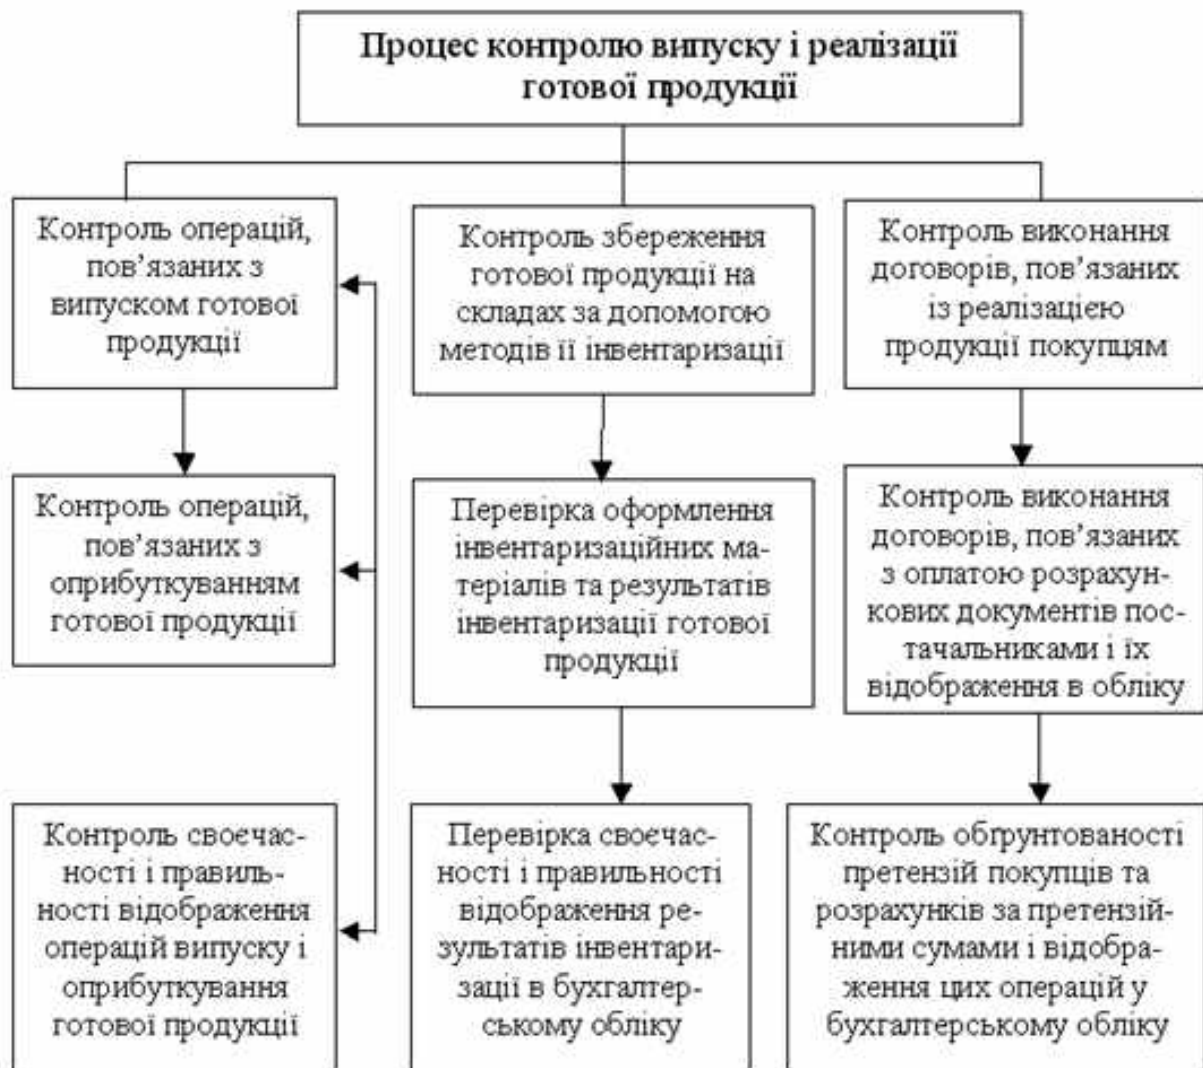 Процес контролю випуску і реалізації
готової продукції
Контроль операцій,
пов’язаних з
випуском готової
продукції
Контроль збереження
готової продукції на
складах за допомогою
методів її інвентаризації
Контроль виконання
договорів, пов’язаних
із реалізацією
продукції покупцям
Контроль операцій,
пов’язаних з
оприбуткуванням
готової продукції
Перевірка оформлення
інвентаризаційних ма-
теріалів та результатів
інвентаризації готової
продукції
Контроль виконання
договорів, пов’язаних
з оплатою розрахун-
кових документів пос-
тачальниками і їх
відображення в обліку
Контроль своєчас-
ності і правиль-
ності відображення
операцій випуску і
оприбуткування
готової продукції
Перевірка своєчас-
ності і правильності
відображення ре-
зультатів інвентари-
зації в бухгалтер-
ському обліку
Контроль обґрунтованості
претензій покупців та
розрахунків за претензій-
ними сумами і відобра-
ження цих операцій у
бухгалтерському обліку